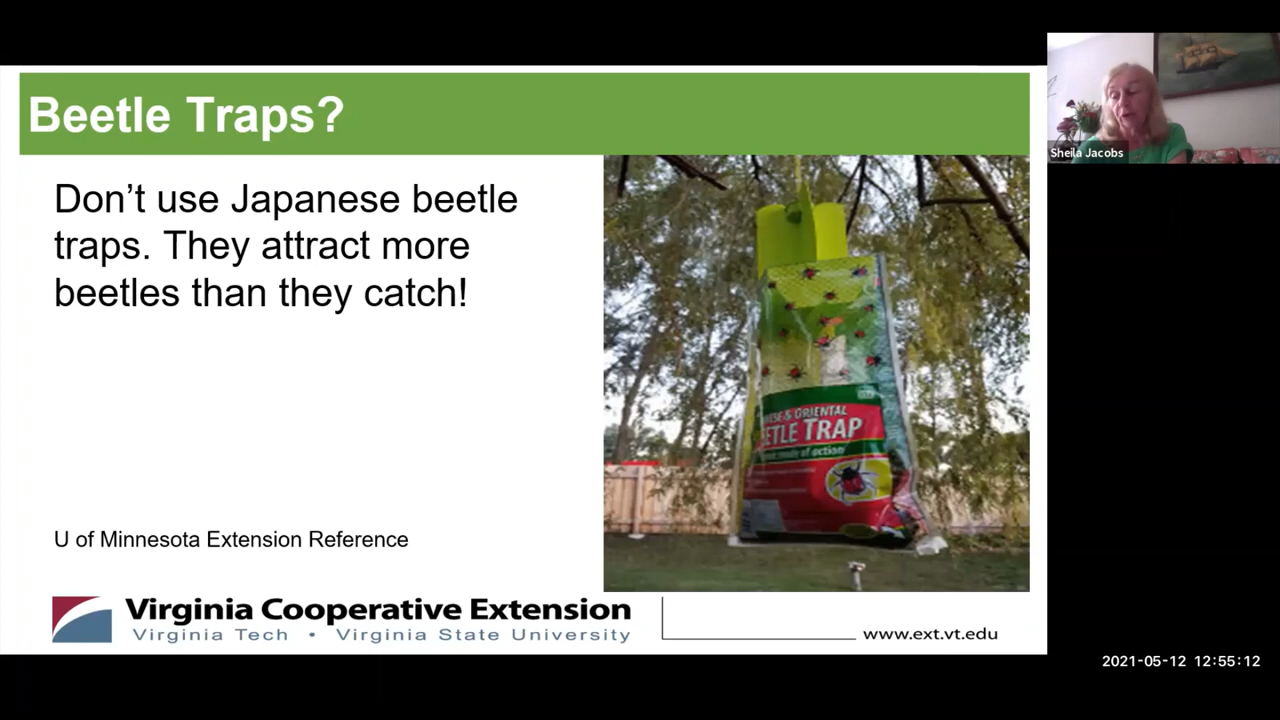 Beetle Traps?
Don’t use Japanese beetle
traps. They attract more
beetles than they catch!
& ORIENTAL
TRAP
of action
U of Minnesota Extension Reference
Virginia Cooperative Extension
Virginia Tech • Virginia State University
www.ext.vt.edu
Sheila Jacobs
2021-05-12 12:55:12